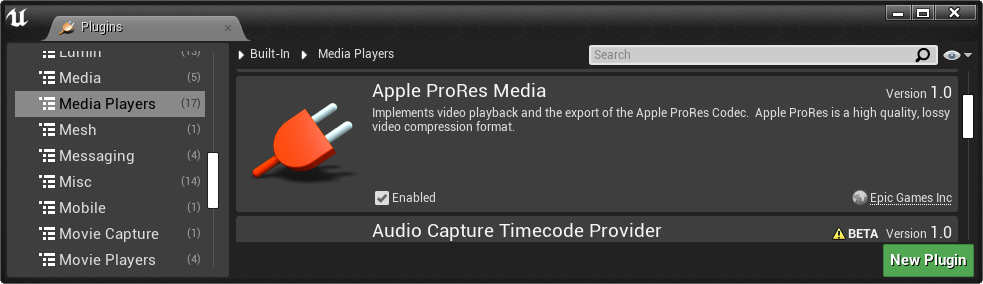 Plugins
Built-In Media Players
Search
Lumin (13)
Media (5)
Media Players (17)
Mesh (1)
Messaging (4)
Misc (14)
Mobile (1)
Movie Capture (1)
Movie Players (4)
Apple ProRes Media
Version 1.0
Implements video playback and the export of the Apple ProRes Codec. Apple ProRes is a high quality, lossy
video compression format.
Enabled
Epic Games Inc
Audio Capture Timecode Provider
BETA Version 1.0
New Plugin